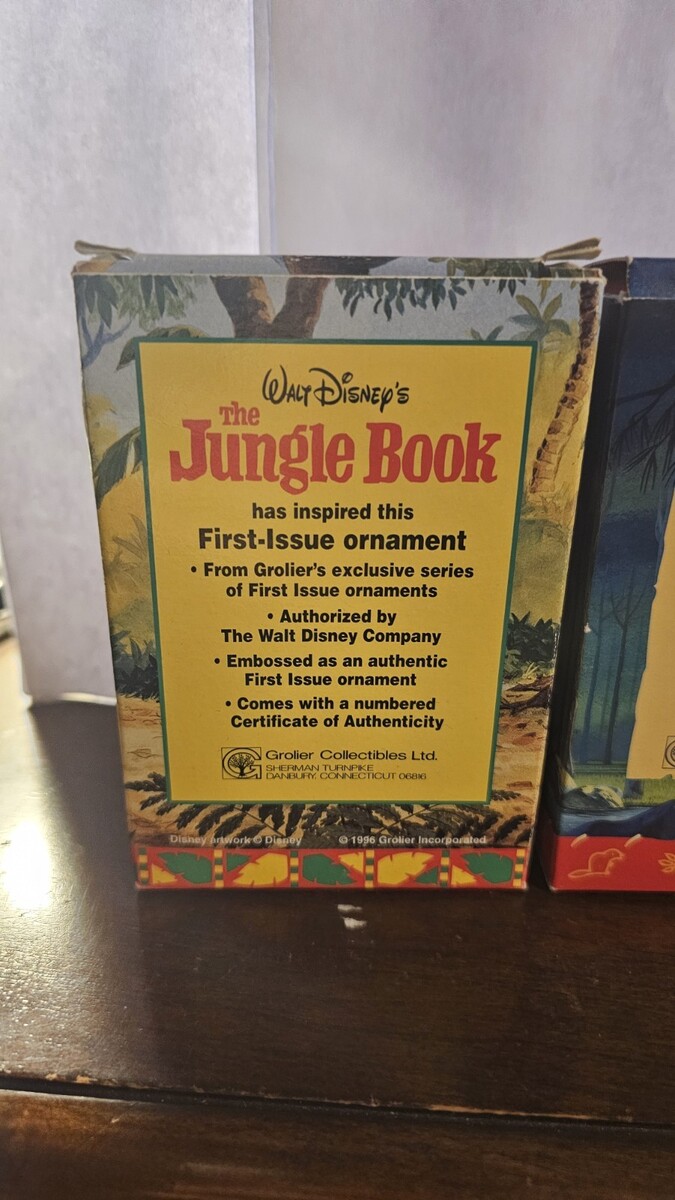 Walt Disney's
The
Jungle Book
has inspired this
First-Issue ornament
• From Grolier's exclusive series
of First Issue ornaments
• Authorized by
The Walt Disney Company
• Embossed as an authentic
First Issue ornament
• Comes with a numbered
Certificate of Authenticity
Grolier Collectibles Ltd.
SHERMAN TURNPIKE
DANBURY, CONNECTICUT 06816
Disney artwork © Disney
© 1996 Grolier Incorporated